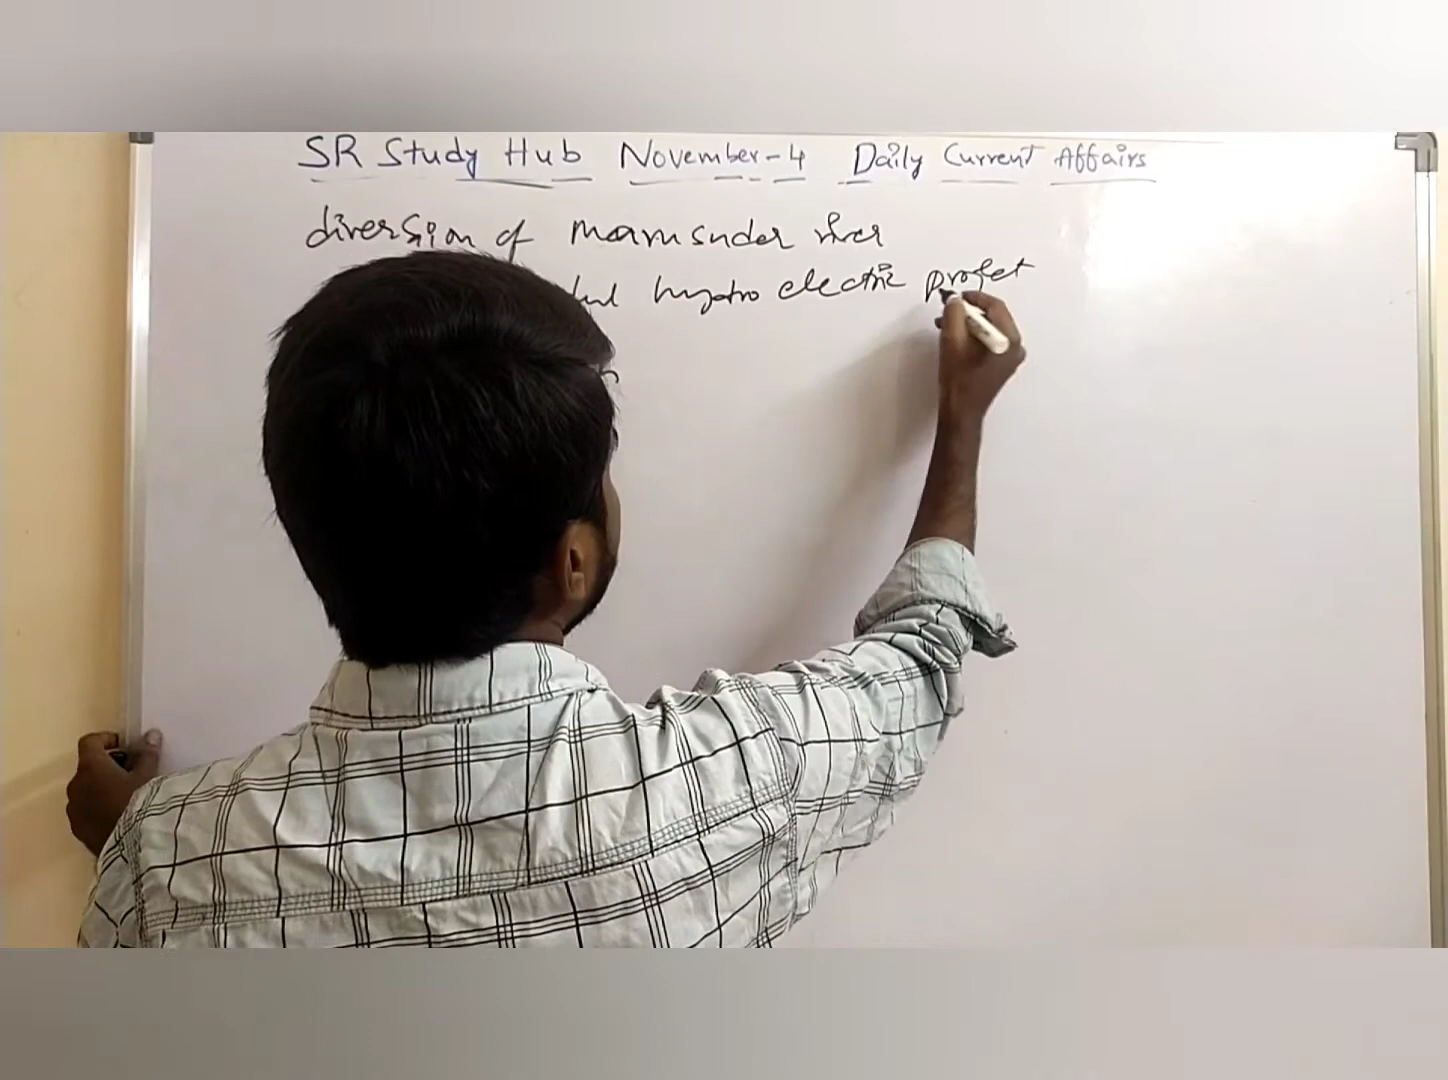 SR Study Hub November-4 Daily Current Affairs
diversion of marusudar river
hydro electric project